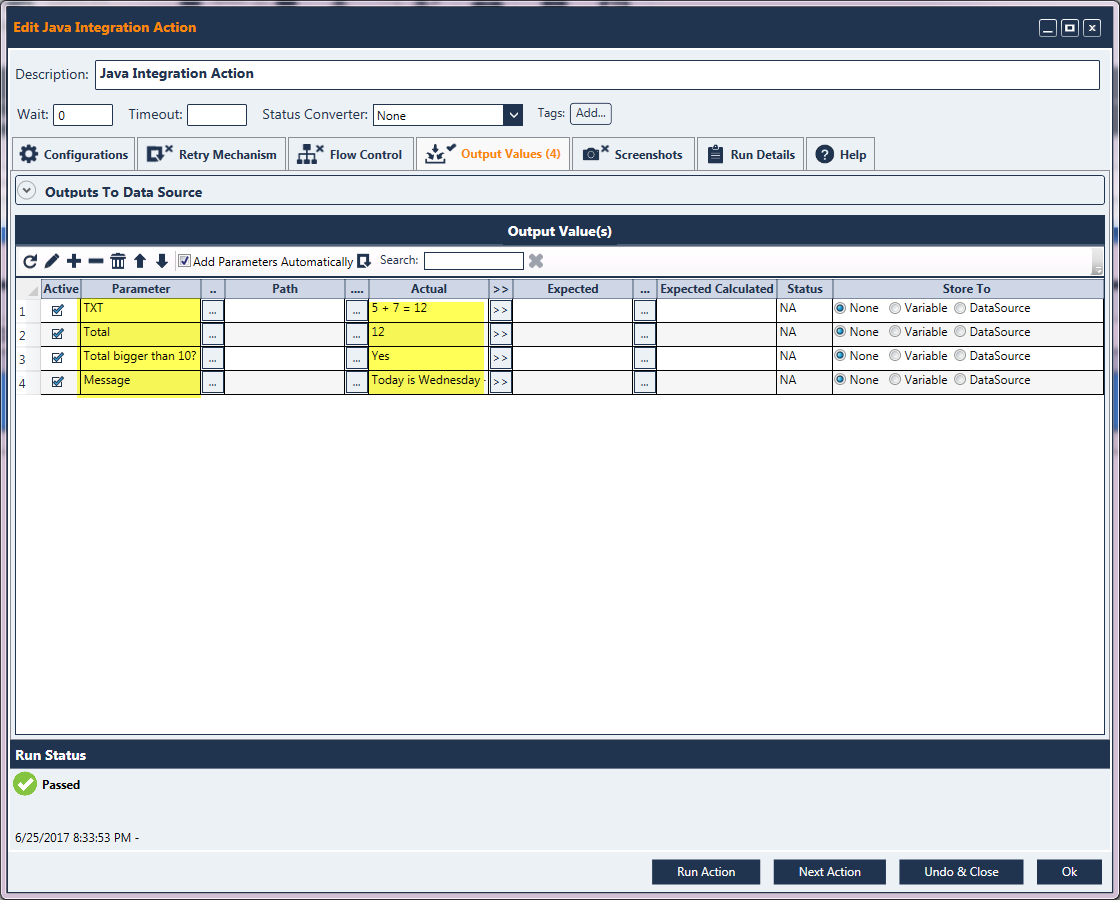 Edit Java Integration Action
Description: Java Integration Action
Wait: 0 Timeout: Status Converter: None Tags: Add...
Configurations Retry Mechanism Flow Control Output Values (4) Screenshots Run Details ? Help
Outputs To Data Source
Output Value(s)
Add Parameters Automatically Search:
Active Parameter .. Path .... Actual >> Expected ... Expected Calculated Status Store To
1 TXT ... ... 5 + 7 = 12 >> ... NA None Variable DataSource
2 Total ... ... 12 >> ... NA None Variable DataSource
3 Total bigger than 10? ... ... Yes >> ... NA None Variable DataSource
4 Message ... ... Today is Wednesday - >> ... NA None Variable DataSource
Run Status
Passed
6/25/2017 8:33:53 PM -
Run Action Next Action Undo & Close Ok